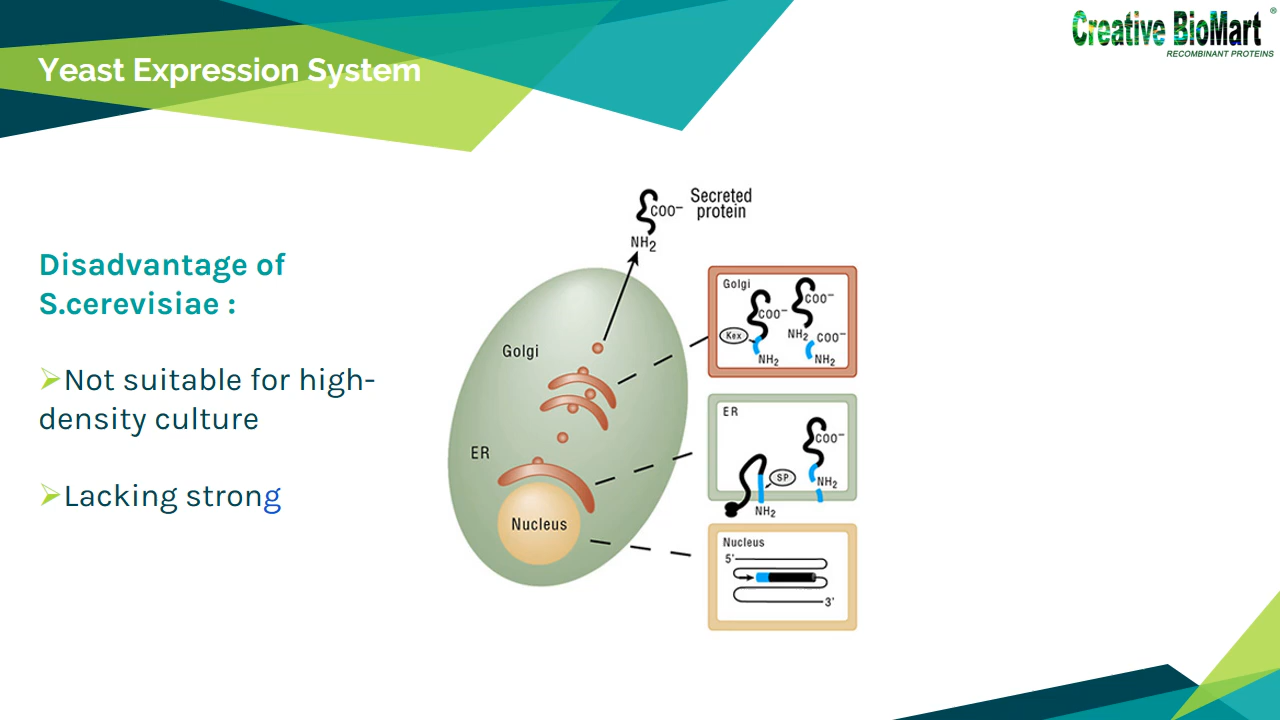 Creative BioMart®
RECOMBINANT PROTEINS
Yeast Expression System
Disadvantage of
S.cerevisiae :
➢Not suitable for high-
density culture
➢Lacking strong
Secreted
protein
COO⁻
NH₂
Golgi
ER
Nucleus
Golgi
COO⁻
COO⁻
Kex
NH₂
COO⁻
NH₂
NH₂
ER
COO⁻
SP
NH₂
NH₂
Nucleus
5'
3'